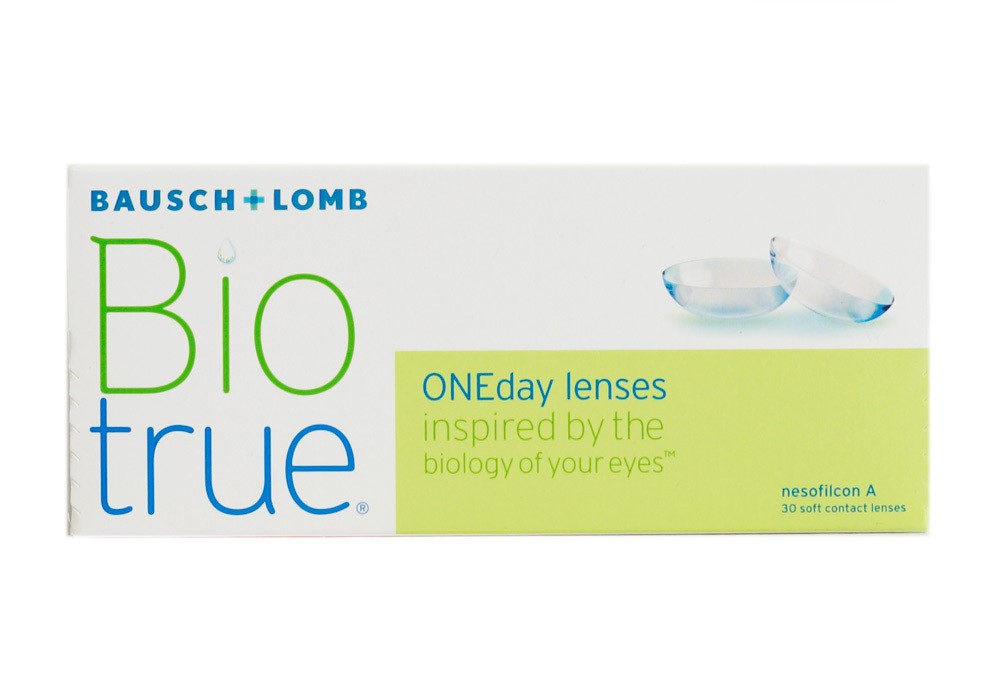 BAUSCH + LOMB
Bio
true®
ONEday lenses
inspired by the
biology of your eyes™
nesofilcon A
30 soft contact lenses